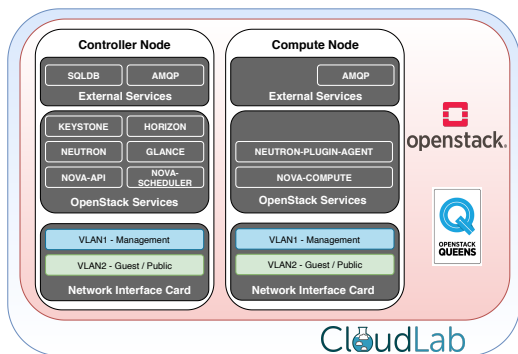 Controller Node
SQLDB
AMQP
External Services
KEYSTONE
HORIZON
NEUTRON
GLANCE
NOVA-API
NOVA-
SCHEDULER
OpenStack Services
VLAN1 - Management
VLAN2 - Guest / Public
Network Interface Card
Compute Node
AMQP
External Services
NEUTRON-PLUGIN-AGENT
NOVA-COMPUTE
OpenStack Services
VLAN1 - Management
VLAN2 - Guest / Public
Network Interface Card
openstack.
OPENSTACK
QUEENS
CloudLab